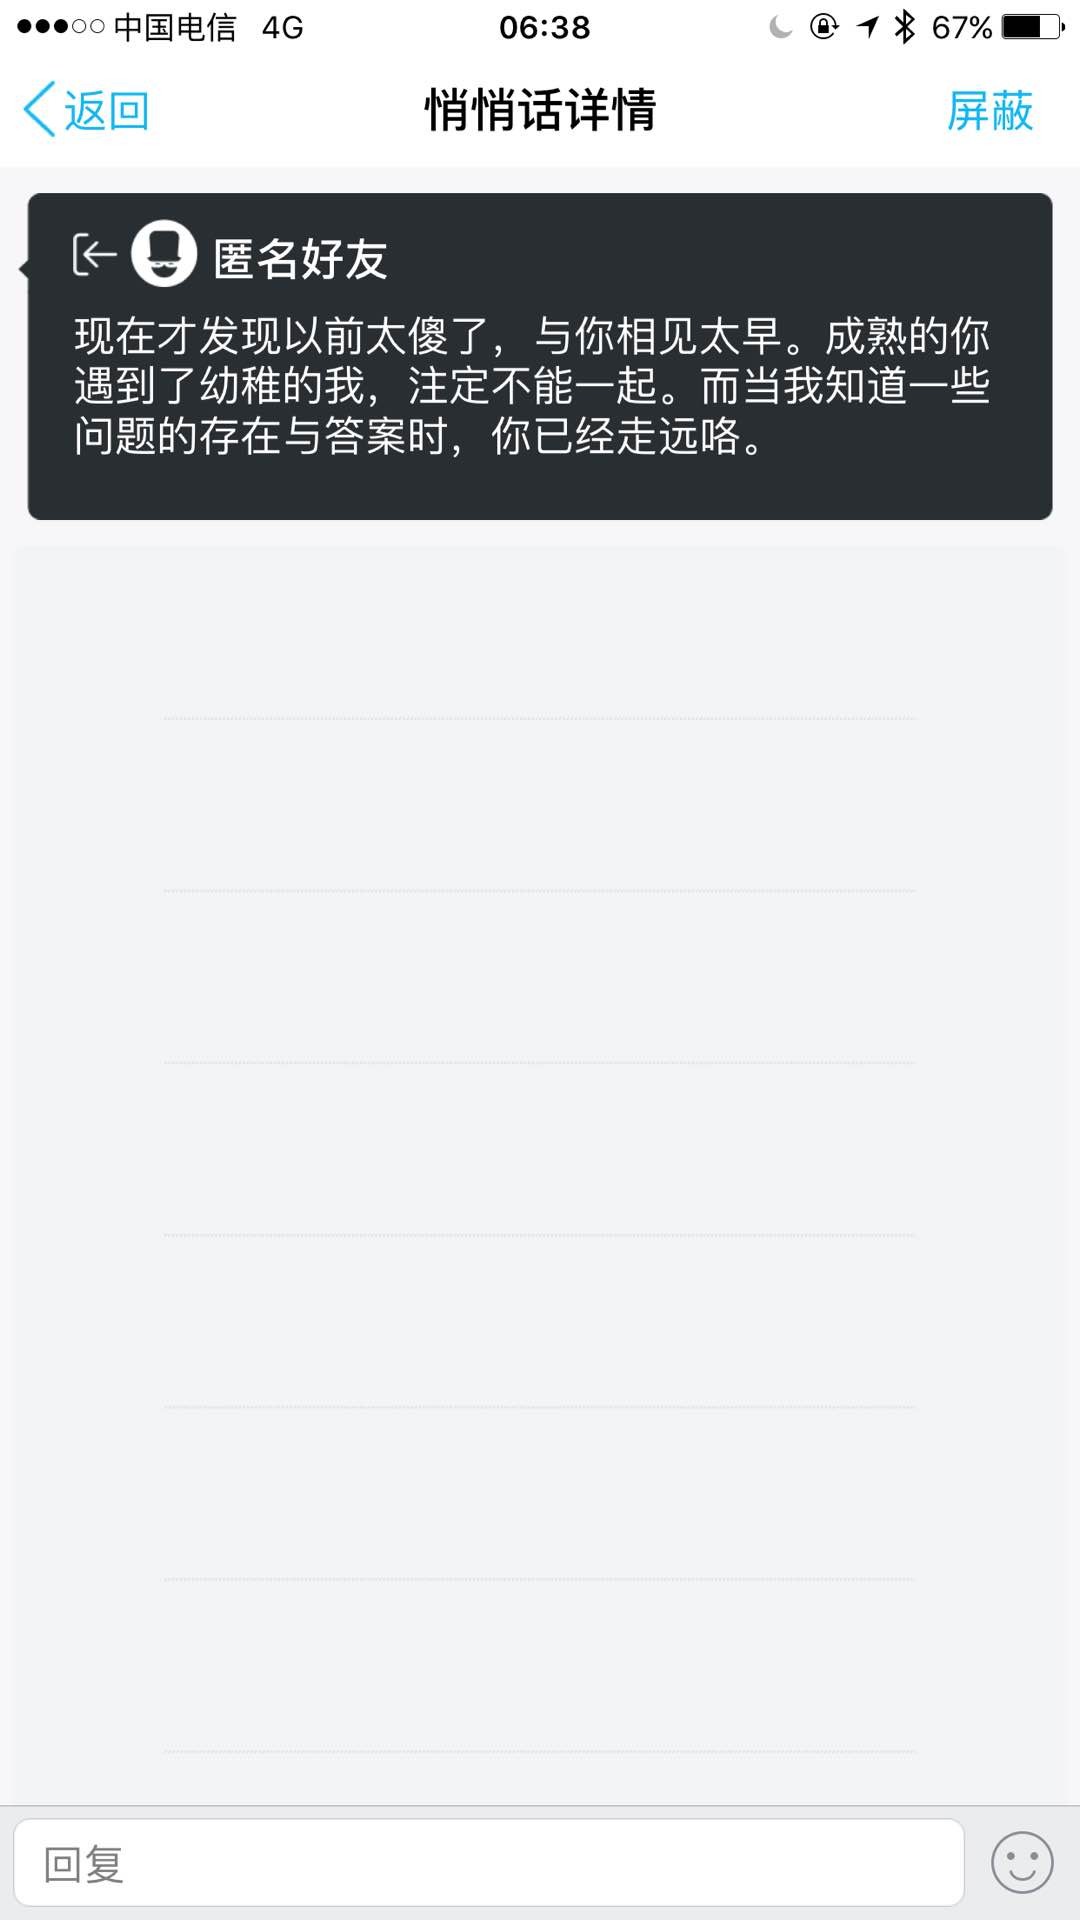 中国电信 4G 06:38 67%
返回 悄悄话详情 屏蔽
匿名好友
现在才发现以前太傻了，与你相见太早。成熟的你
遇到了幼稚的我，注定不能一起。而当我知道一些
问题的存在与答案时，你已经走远咯。
回复